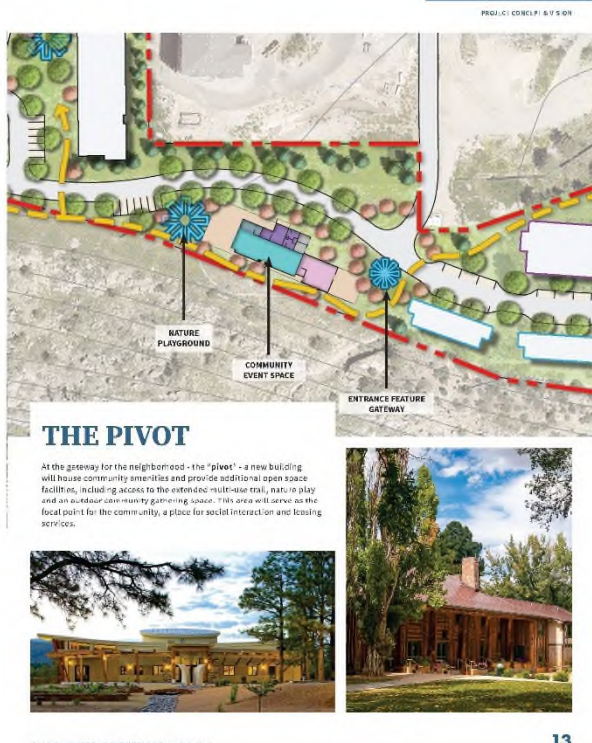 PROJECT CONCEPT & VISION
NATURE
PLAYGROUND
COMMUNITY
EVENT SPACE
ENTRANCE FEATURE
GATEWAY
THE PIVOT
At the gateway for the neighborhood - the "pivot" - a new building
will house community amenities and provide additional open space
facilities, including access to the extended multi-use trail, nature play
and an outdoor community gathering space. This area will serve as the
focal point for the community, a place for social interaction and leasing
services.
13